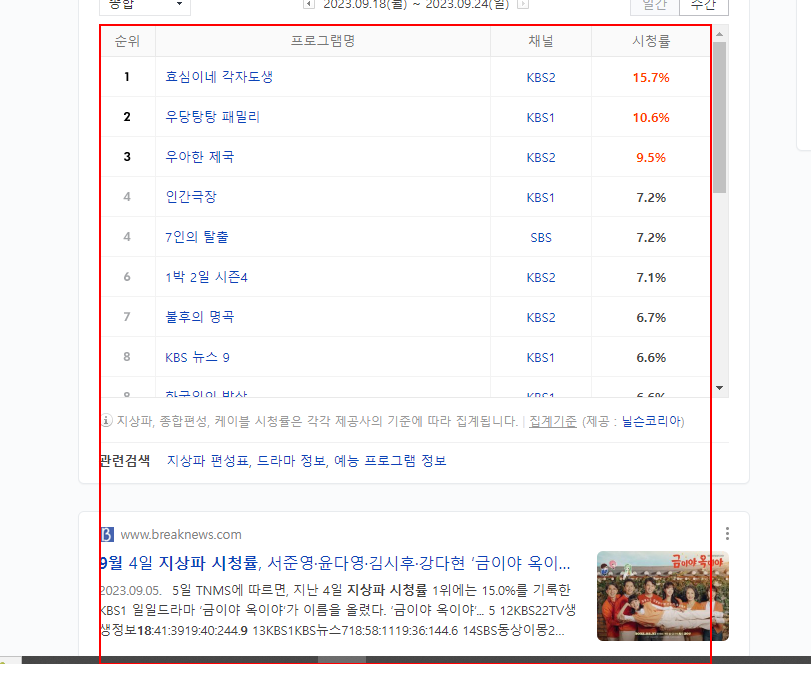 종합 2023.09.18(월) ~ 2023.09.24(일) 일간 주간
순위 프로그램명 채널 시청률
1 효심이네 각자도생 KBS2 15.7%
2 우당탕탕 패밀리 KBS1 10.6%
3 우아한 제국 KBS2 9.5%
4 인간극장 KBS1 7.2%
4 7인의 탈출 SBS 7.2%
6 1박 2일 시즌4 KBS2 7.1%
7 불후의 명곡 KBS2 6.7%
8 KBS 뉴스 9 KBS1 6.6%
8 한국인의 밥상 KBS1 6.6%
지상파, 종합편성, 케이블 시청률은 각각 제공사의 기준에 따라 집계됩니다. | 집계기준 (제공 : 닐슨코리아)
관련검색 지상파 편성표, 드라마 정보, 예능 프로그램 정보
B www.breaknews.com
9월 4일 지상파 시청률, 서준영·윤다영·김시후·강다현 ‘금이야 옥이...
2023.09.05. 5일 TNMS에 따르면, 지난 4일 지상파 시청률 1위에는 15.0%를 기록한
KBS1 일일드라마 ‘금이야 옥이야’가 이름을 올렸다. ‘금이야 옥이야’... 5 12KBS22TV생
생정보18:41:3919:40:244.9 13KBS1KBS뉴스718:58:1119:36:144.6 14SBS동상이몽2...
금이야 옥이야